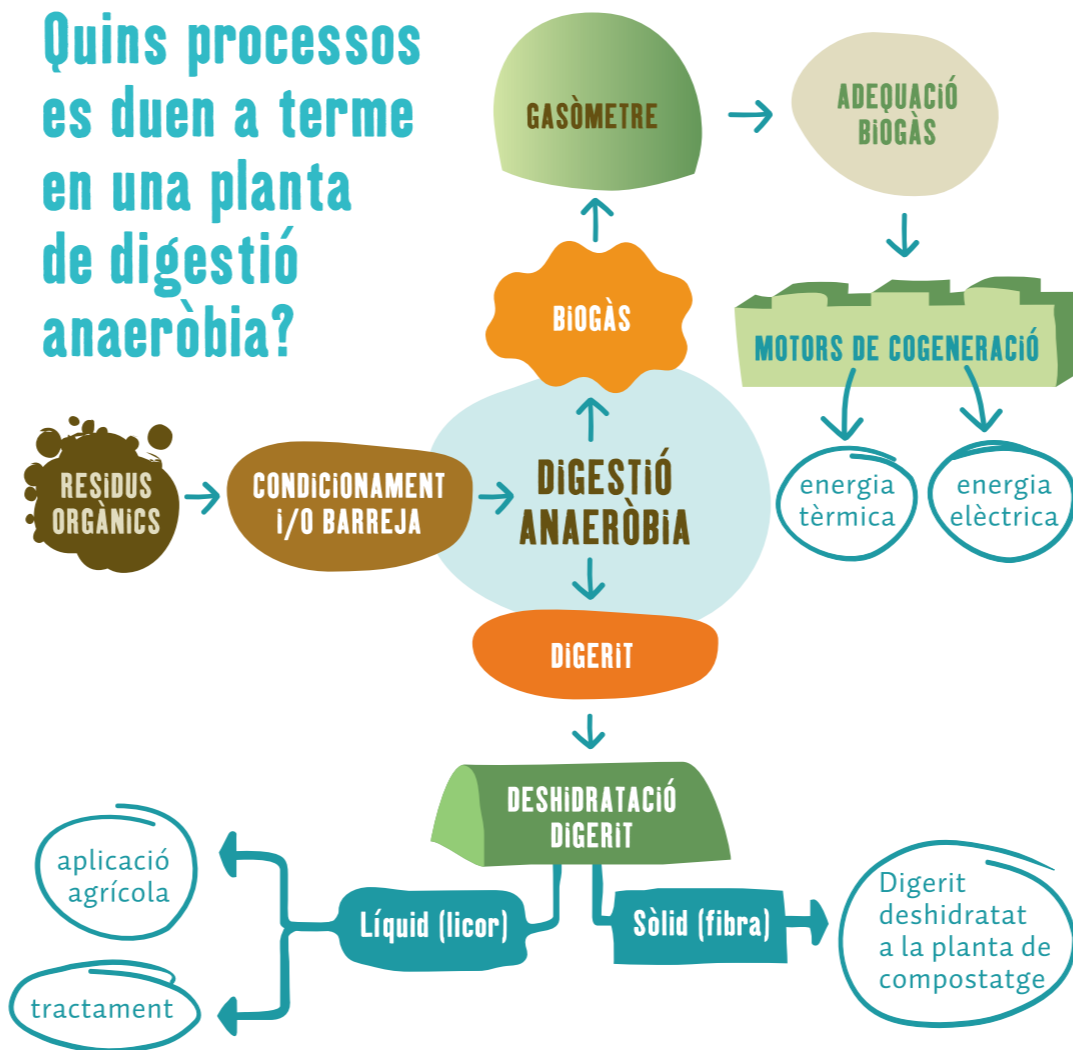 Quins processos
es duen a terme
en una planta
de digestió
anaeròbia?
GASÒMETRE
ADEQUACIÓ
BIOGÀS
BIOGÀS
MOTORS DE COGENERACIÓ
energia
tèrmica
energia
elèctrica
RESIDUS
ORGÀNICS
CONDICIONAMENT
I/O BARREJA
DIGESTIÓ
ANAERÒBIA
DIGERIT
DESHIDRATACIÓ
DIGERIT
Líquid (licor)
Sòlid (fibra)
aplicació
agrícola
tractament
Digerit
deshidratat
a la planta de
compostatge